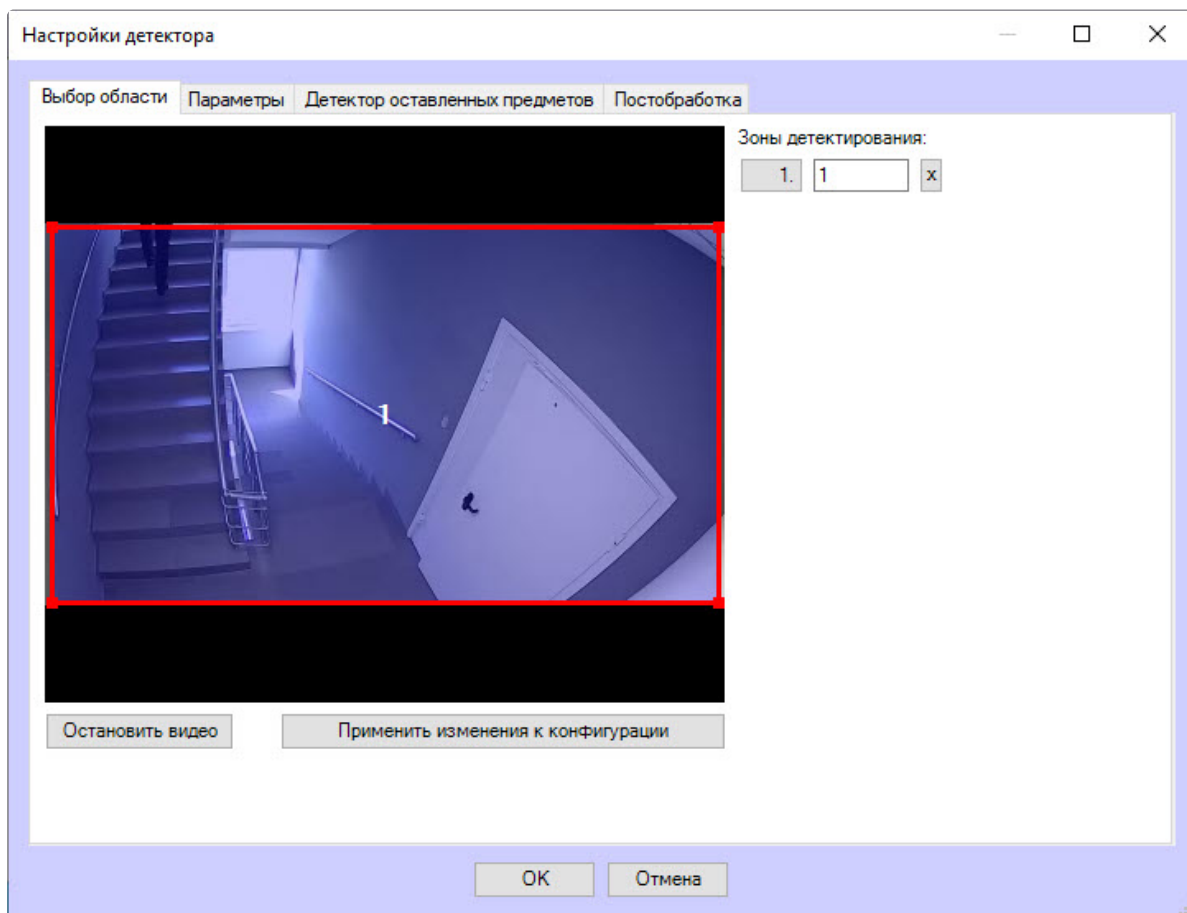 Настройки детектора
Выбор области Параметры Детектор оставленных предметов Постобработка
Зоны детектирования:
1. 1 x
1
Остановить видео Применить изменения к конфигурации
OK Отмена